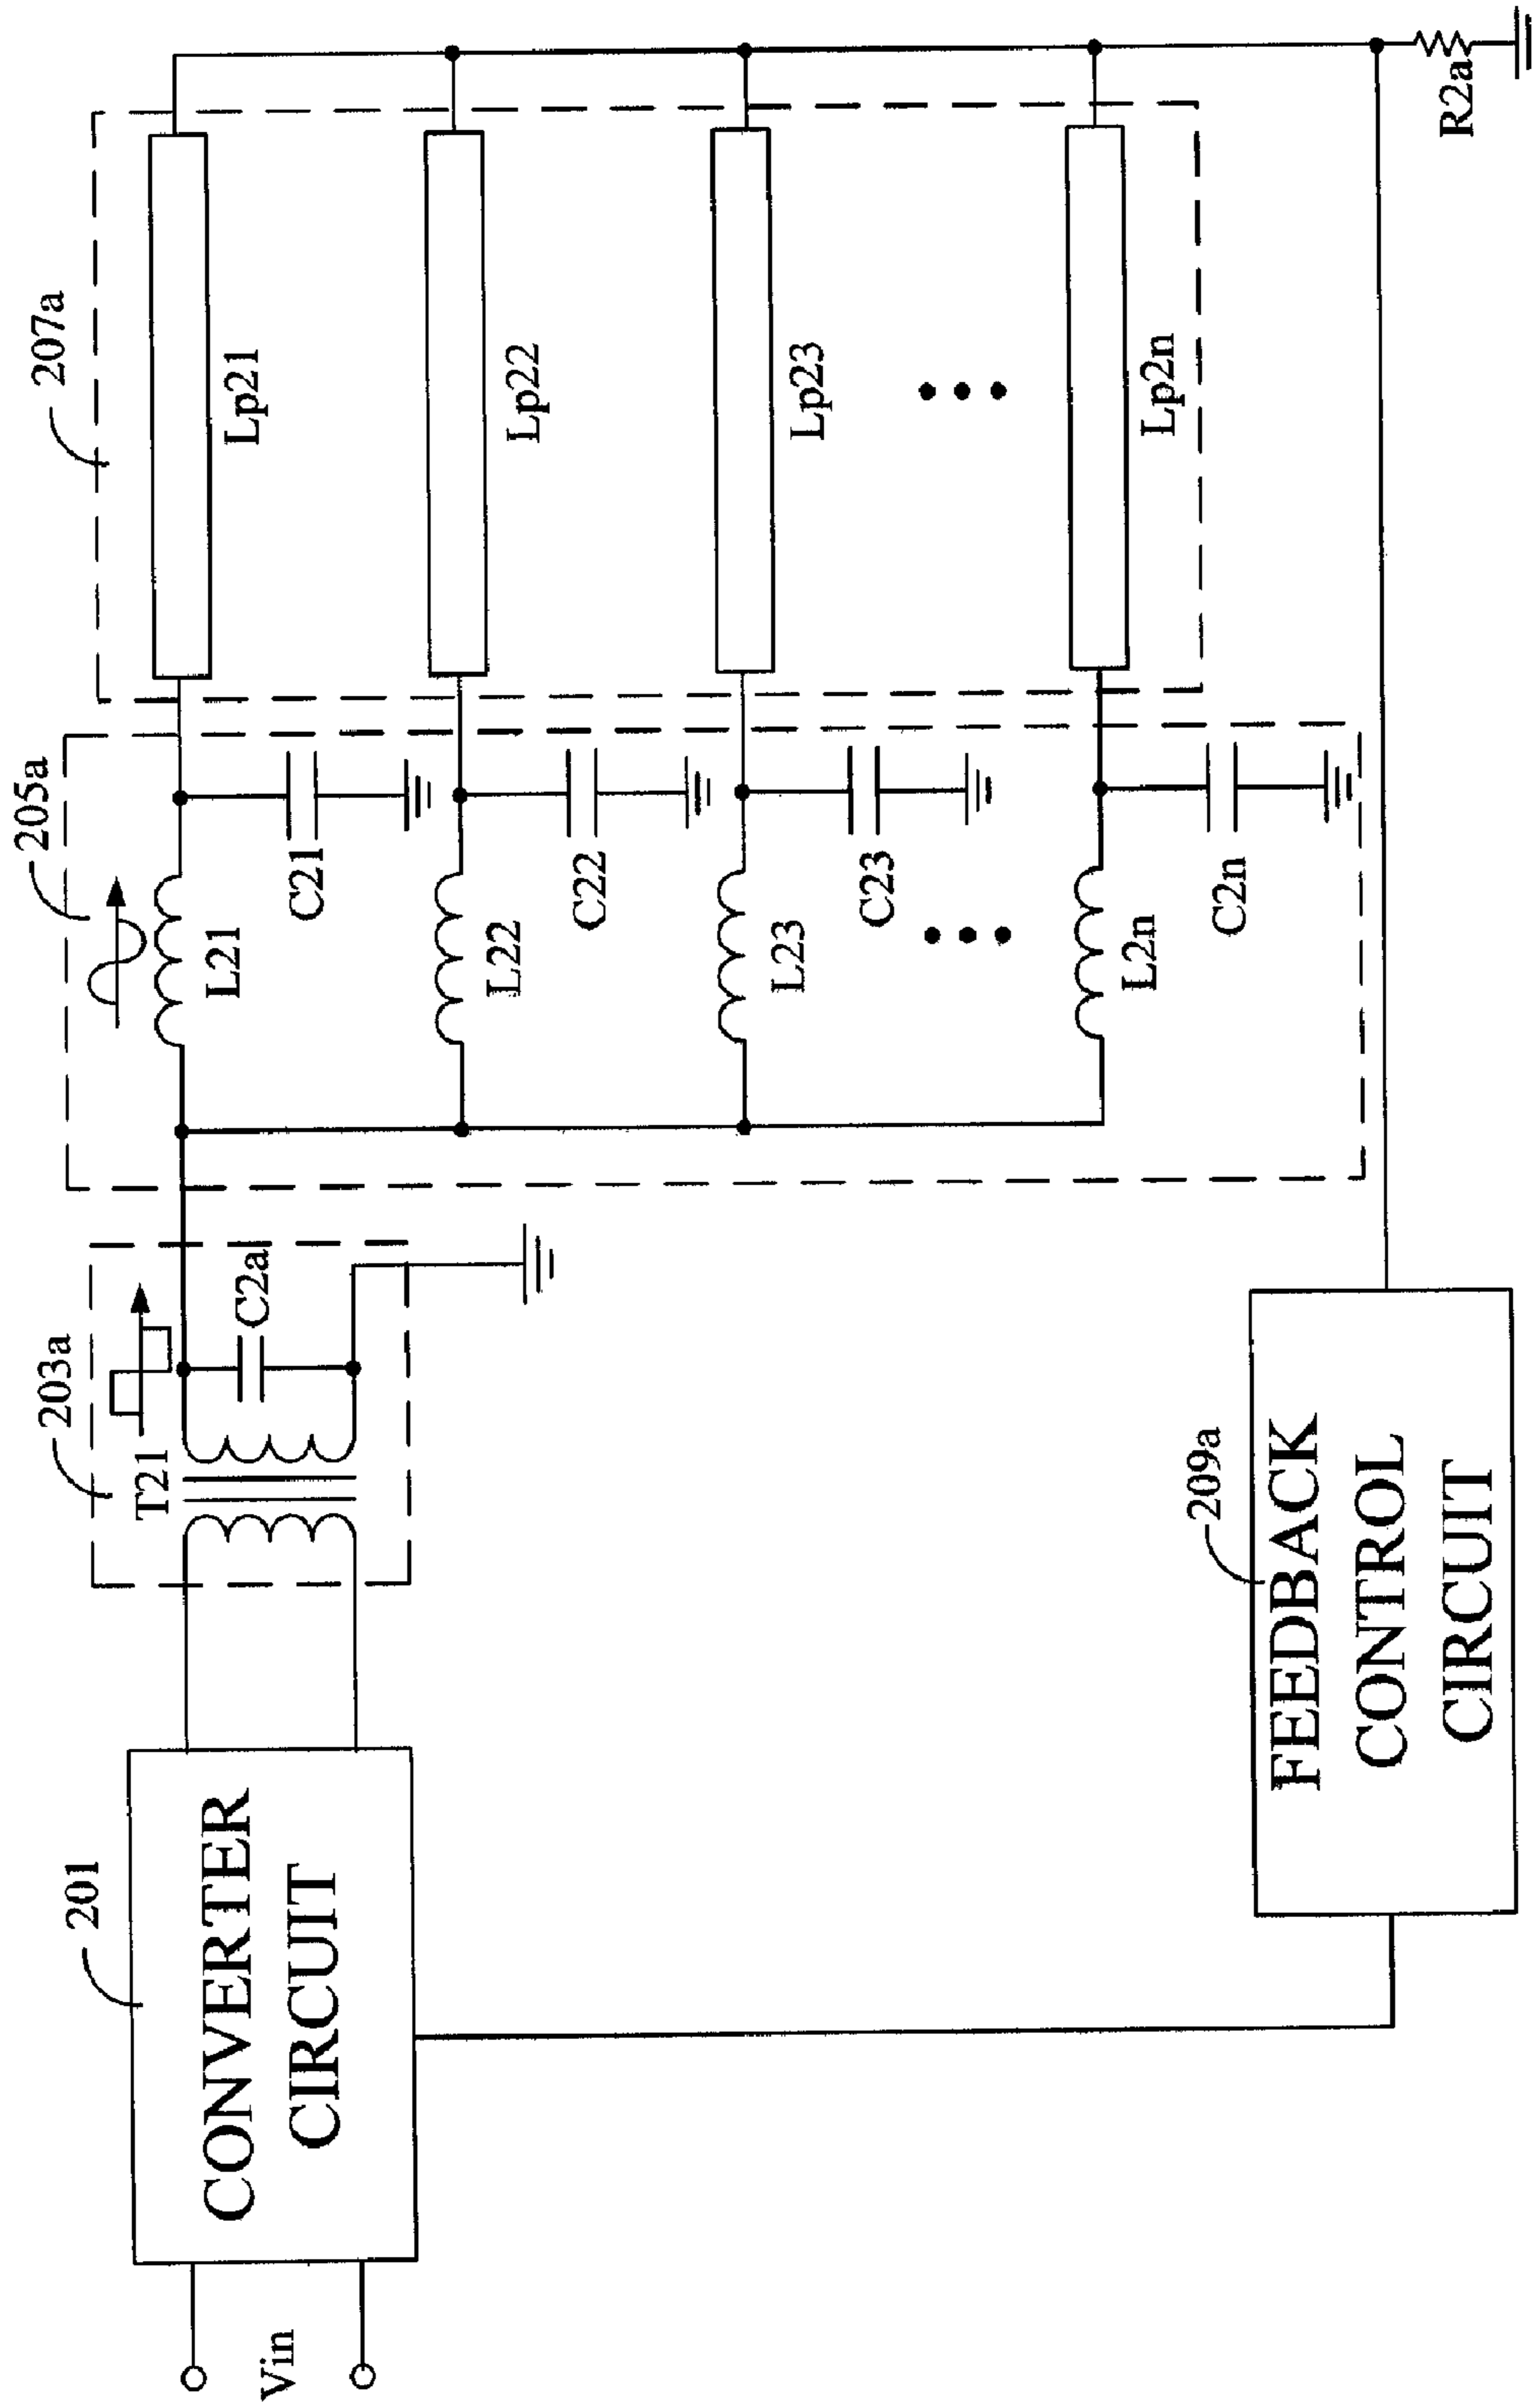 203a
205a
207a
T21
C2a
L21
C21
Lp21
L22
C22
Lp22
L23
C23
Lp23
L2n
C2n
Lp2n
201
CONVERTER
CIRCUIT
Vin
209a
FEEDBACK
CONTROL
CIRCUIT
R2a